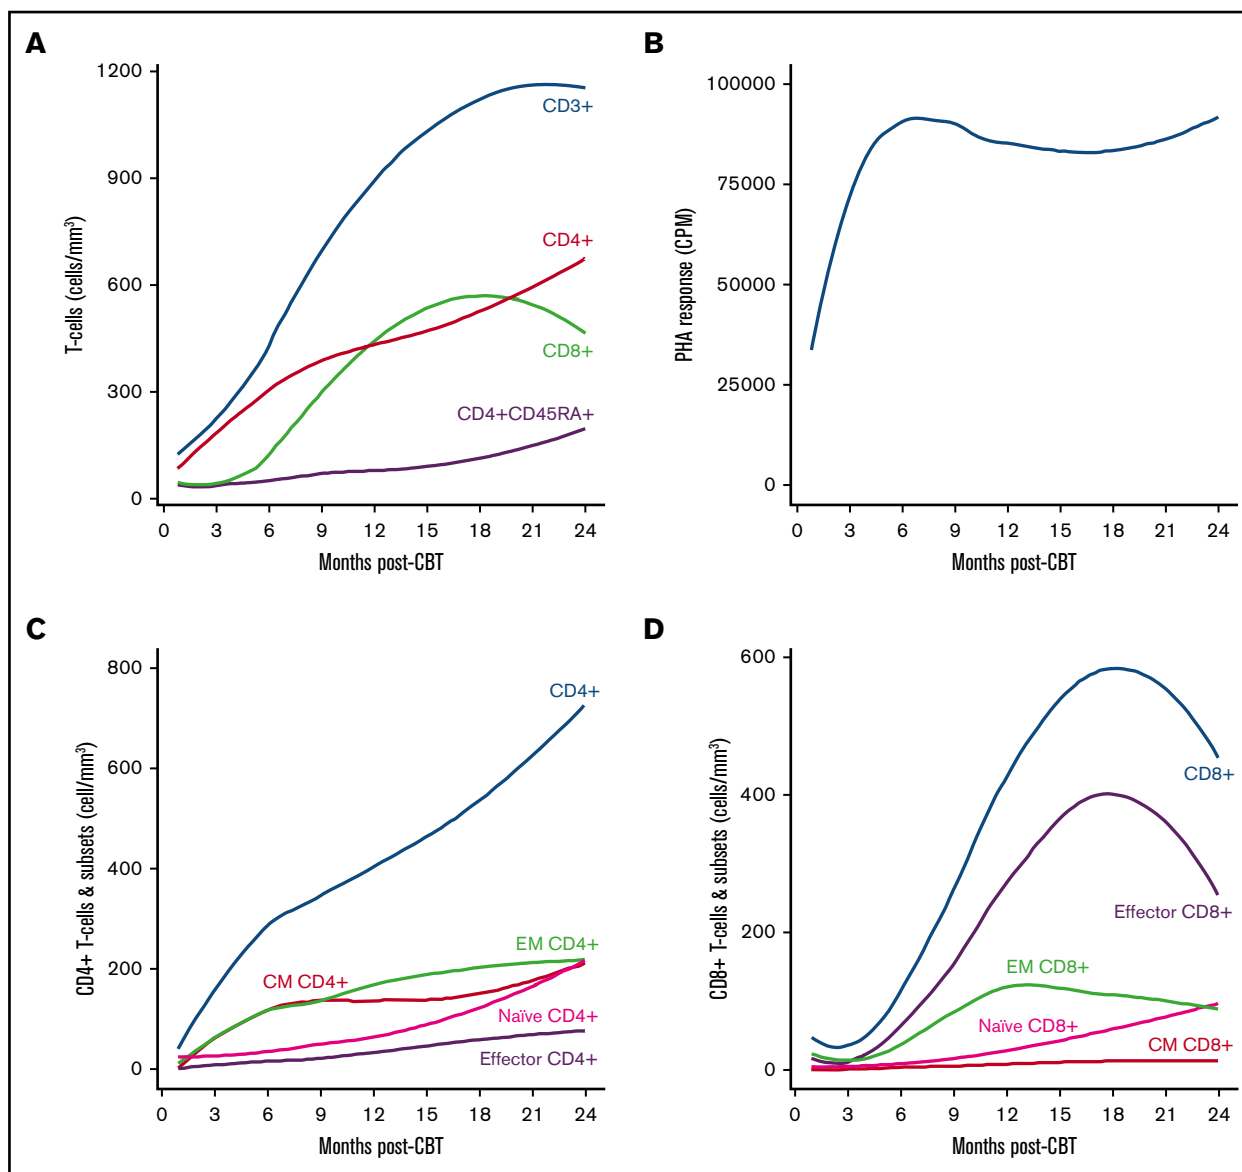 A
T-cells (cells/mm³)
1200
900
600
300
0
CD3+
CD4+
CD8+
CD4+CD45RA+
0 3 6 9 12 15 18 21 24
Months post-CBT
B
PHA response (CPM)
100000
75000
50000
25000
0
0 3 6 9 12 15 18 21 24
Months post-CBT
C
CD4+ T-cells & subsets (cell/mm³)
800
600
400
200
0
CD4+
EM CD4+
CM CD4+
Naïve CD4+
Effector CD4+
0 3 6 9 12 15 18 21 24
Months post-CBT
D
CD8+ T-cells & subsets (cells/mm³)
600
400
200
0
CD8+
Effector CD8+
EM CD8+
Naïve CD8+
CM CD8+
0 3 6 9 12 15 18 21 24
Months post-CBT